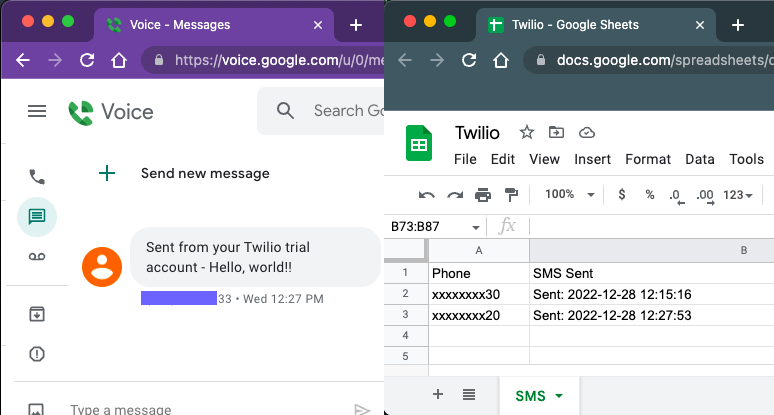 Voice - Messages
https://voice.google.com/u/0/me
Voice
Search Go
Send new message
Sent from your Twilio trial
account - Hello, world!!
33 • Wed 12:27 PM
Type a message
Twilio - Google Sheets
docs.google.com/spreadsheets/d
Twilio
File Edit View Insert Format Data Tools
100% $ % .0 .00 123
B73:B87 fx
A B
1 Phone SMS Sent
2 xxxxxxxx30 Sent: 2022-12-28 12:15:16
3 xxxxxxxx20 Sent: 2022-12-28 12:27:53
4
5
SMS